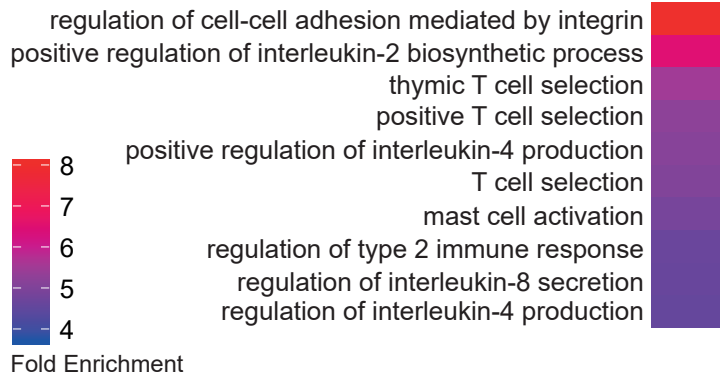 regulation of cell-cell adhesion mediated by integrin
positive regulation of interleukin-2 biosynthetic process
thymic T cell selection
positive T cell selection
positive regulation of interleukin-4 production
T cell selection
mast cell activation
regulation of type 2 immune response
regulation of interleukin-8 secretion
regulation of interleukin-4 production
8
7
6
5
4
Fold Enrichment